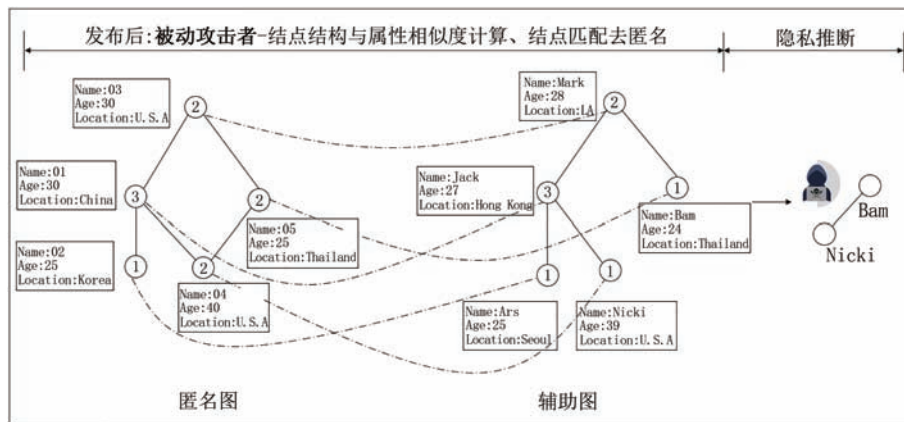 发布后:被动攻击者-结点结构与属性相似度计算、结点匹配去匿名
隐私推断
Name:03
Age:30
Location:U.S.A
2
Name:01
Age:30
Location:China
3
2
Name:05
Age:25
Location:Thailand
Name:02
Age:25
Location:Korea
1
2
Name:04
Age:40
Location:U.S.A
匿名图
Name:Mark
Age:28
Location:LA
2
Name:Jack
Age:27
Location:Hong Kong
3
1
Name:Bam
Age:24
Location:Thailand
1
1
Name:Ars
Age:25
Location:Seoul
Name:Nicki
Age:39
Location:U.S.A
辅助图
Bam
Nicki